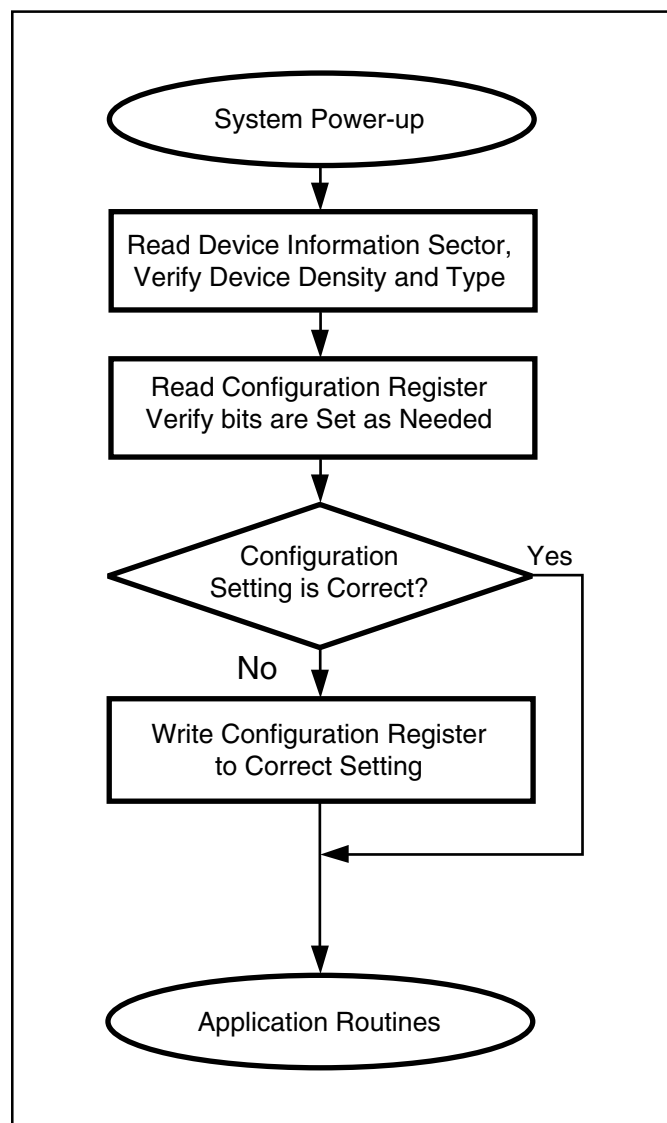 System Power-up
Read Device Information Sector,
Verify Device Density and Type
Read Configuration Register
Verify bits are Set as Needed
Configuration
Setting is Correct?
Yes
No
Write Configuration Register
to Correct Setting
Application Routines